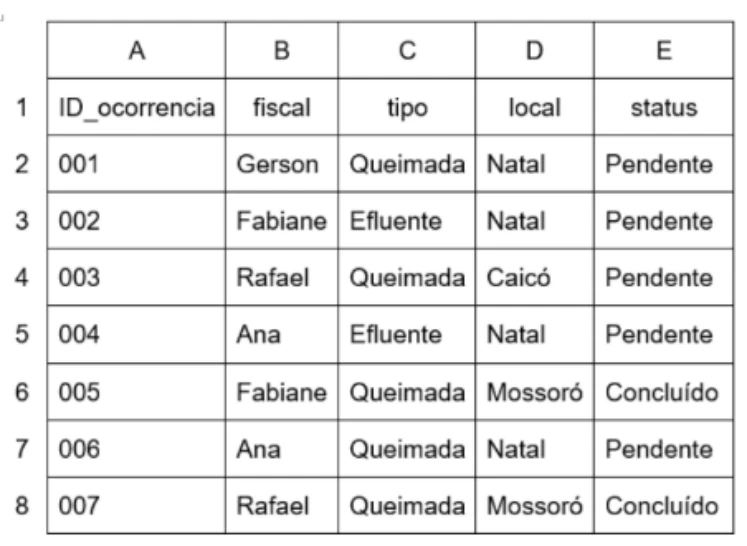 A B C D E
1 ID_ocorrencia fiscal tipo local status
2 001 Gerson Queimada Natal Pendente
3 002 Fabiane Efluente Natal Pendente
4 003 Rafael Queimada Caicó Pendente
5 004 Ana Efluente Natal Pendente
6 005 Fabiane Queimada Mossoró Concluído
7 006 Ana Queimada Natal Pendente
8 007 Rafael Queimada Mossoró Concluído